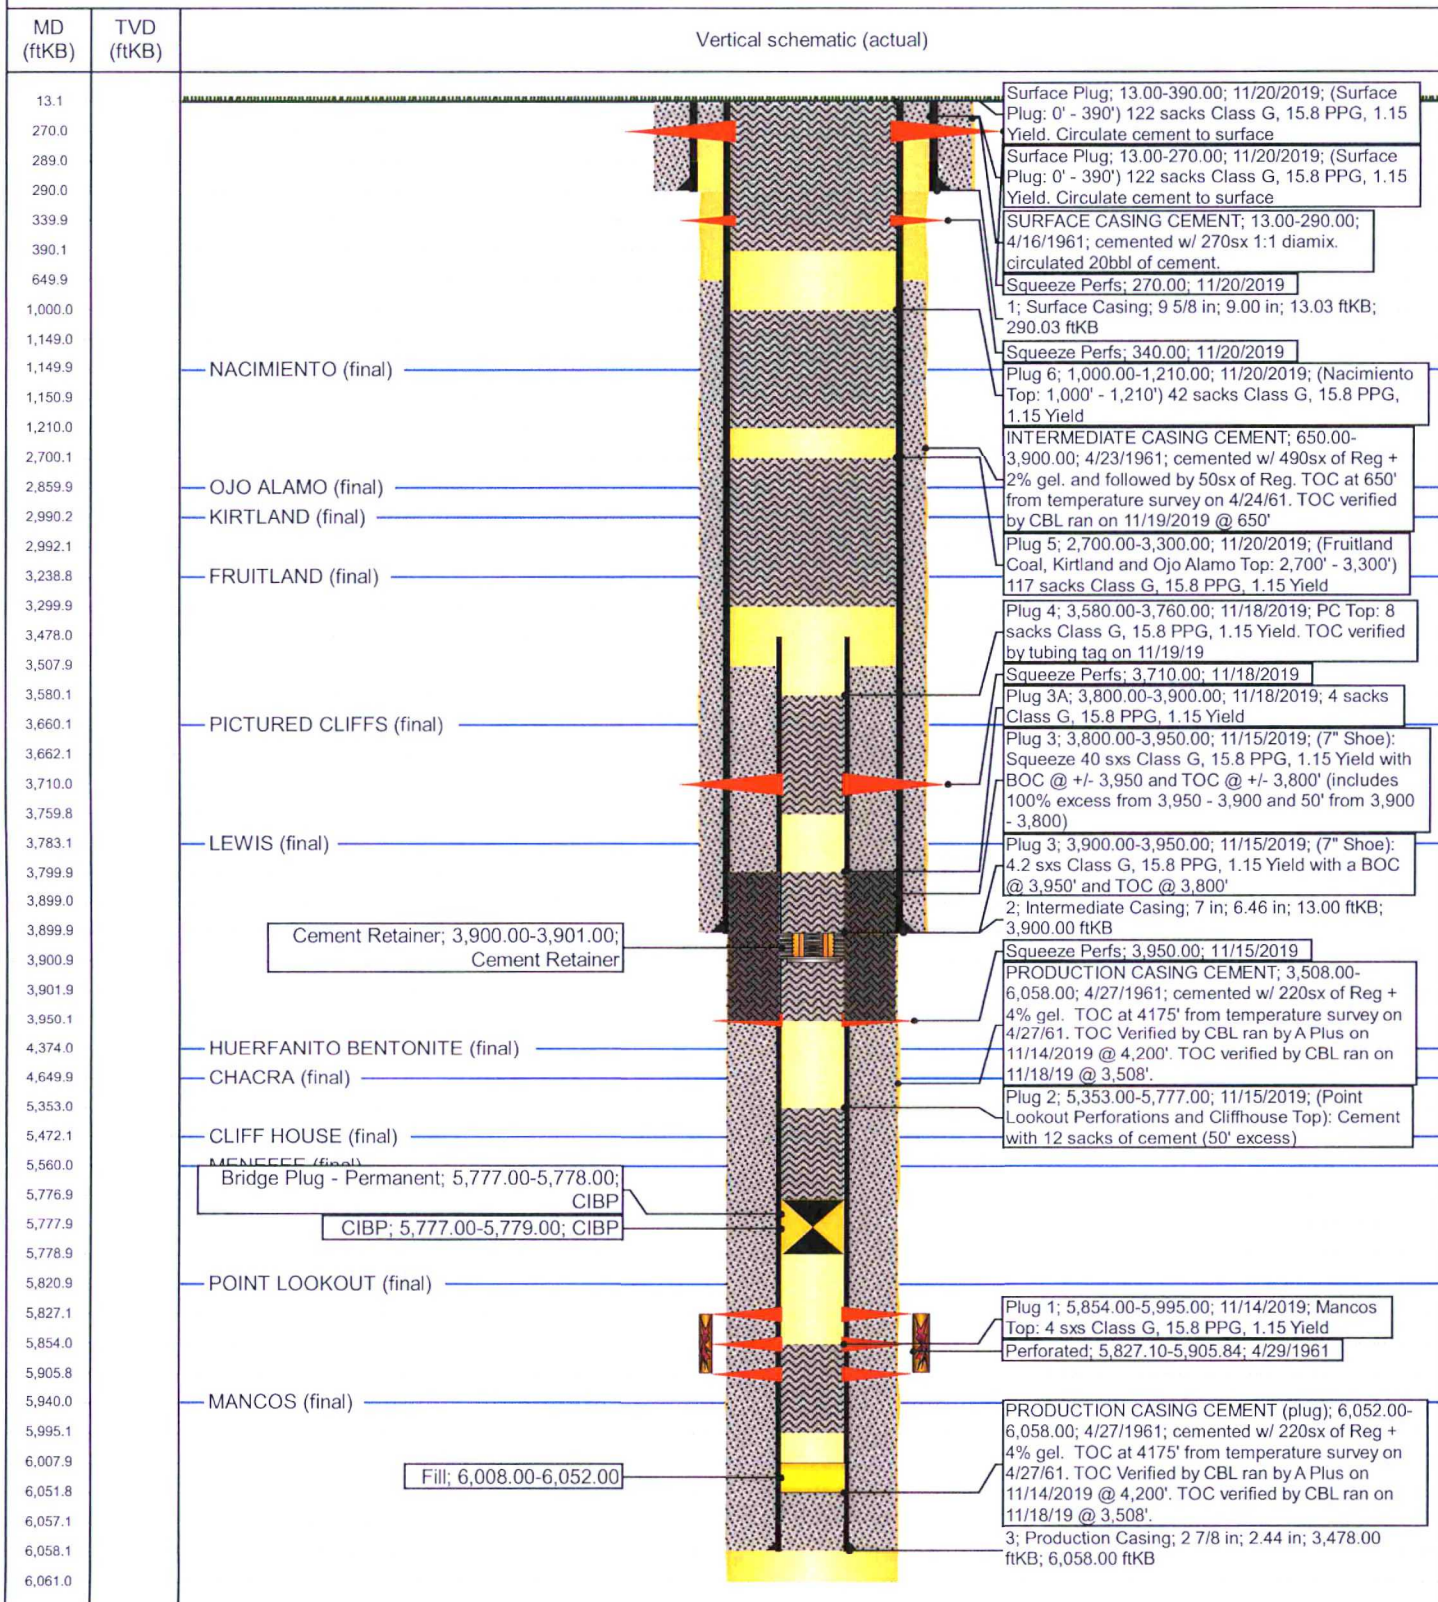 MD
(ftKB)
TVD
(ftKB)
Vertical schematic (actual)
13.1
270.0
289.0
290.0
339.9
390.1
649.9
1,000.0
1,149.0
1,149.9
1,150.9
1,210.0
2,700.1
2,859.9
2,990.2
2,992.1
3,238.8
3,299.9
3,478.0
3,507.9
3,580.1
3,660.1
3,662.1
3,710.0
3,759.8
3,783.1
3,799.9
3,899.0
3,899.9
3,900.9
3,901.9
3,950.1
4,374.0
4,649.9
5,353.0
5,472.1
5,560.0
5,776.9
5,777.9
5,778.9
5,820.9
5,827.1
5,854.0
5,905.8
5,940.0
5,995.1
6,007.9
6,051.8
6,057.1
6,058.1
6,061.0
NACIMIENTO (final)
OJO ALAMO (final)
KIRTLAND (final)
FRUITLAND (final)
PICTURED CLIFFS (final)
LEWIS (final)
Cement Retainer; 3,900.00-3,901.00;
Cement Retainer
HUERFANITO BENTONITE (final)
CHACRA (final)
CLIFF HOUSE (final)
MENEFEE (final)
Bridge Plug - Permanent; 5,777.00-5,778.00;
CIBP
CIBP; 5,777.00-5,779.00; CIBP
POINT LOOKOUT (final)
MANCOS (final)
Fill; 6,008.00-6,052.00
Surface Plug; 13.00-390.00; 11/20/2019; (Surface
Plug: 0' - 390') 122 sacks Class G, 15.8 PPG, 1.15
Yield. Circulate cement to surface
Surface Plug; 13.00-270.00; 11/20/2019; (Surface
Plug: 0' - 390') 122 sacks Class G, 15.8 PPG, 1.15
Yield. Circulate cement to surface
SURFACE CASING CEMENT; 13.00-290.00;
4/16/1961; cemented w/ 270sx 1:1 diamix.
circulated 20bbl of cement.
Squeeze Perfs; 270.00; 11/20/2019
1; Surface Casing; 9 5/8 in; 9.00 in; 13.03 ftKB;
290.03 ftKB
Squeeze Perfs; 340.00; 11/20/2019
Plug 6; 1,000.00-1,210.00; 11/20/2019; (Nacimiento
Top: 1,000' - 1,210') 42 sacks Class G, 15.8 PPG,
1.15 Yield
INTERMEDIATE CASING CEMENT; 650.00-
3,900.00; 4/23/1961; cemented w/ 490sx of Reg +
2% gel. and followed by 50sx of Reg. TOC at 650'
from temperature survey on 4/24/61. TOC verified
by CBL ran on 11/19/2019 @ 650'
Plug 5; 2,700.00-3,300.00; 11/20/2019; (Fruitland
Coal, Kirtland and Ojo Alamo Top: 2,700' - 3,300')
117 sacks Class G, 15.8 PPG, 1.15 Yield
Plug 4; 3,580.00-3,760.00; 11/18/2019; PC Top: 8
sacks Class G, 15.8 PPG, 1.15 Yield. TOC verified
by tubing tag on 11/19/19
Squeeze Perfs; 3,710.00; 11/18/2019
Plug 3A; 3,800.00-3,900.00; 11/18/2019; 4 sacks
Class G, 15.8 PPG, 1.15 Yield
Plug 3; 3,800.00-3,950.00; 11/15/2019; (7" Shoe):
Squeeze 40 sxs Class G, 15.8 PPG, 1.15 Yield with
BOC @ +/- 3,950 and TOC @ +/- 3,800' (includes
100% excess from 3,950 - 3,900 and 50' from 3,900
- 3,800)
Plug 3; 3,900.00-3,950.00; 11/15/2019; (7" Shoe):
4.2 sxs Class G, 15.8 PPG, 1.15 Yield with a BOC
@ 3,950' and TOC @ 3,800'
2; Intermediate Casing; 7 in; 6.46 in; 13.00 ftKB;
3,900.00 ftKB
Squeeze Perfs; 3,950.00; 11/15/2019
PRODUCTION CASING CEMENT; 3,508.00-
6,058.00; 4/27/1961; cemented w/ 220sx of Reg +
4% gel.  TOC at 4175' from temperature survey on
4/27/61. TOC Verified by CBL ran by A Plus on
11/14/2019 @ 4,200'. TOC verified by CBL ran on
11/18/19 @ 3,508'.
Plug 2; 5,353.00-5,777.00; 11/15/2019; (Point
Lookout Perforations and Cliffhouse Top): Cement
with 12 sacks of cement (50' excess)
Plug 1; 5,854.00-5,995.00; 11/14/2019; Mancos
Top: 4 sxs Class G, 15.8 PPG, 1.15 Yield
Perforated; 5,827.10-5,905.84; 4/29/1961
PRODUCTION CASING CEMENT (plug); 6,052.00-
6,058.00; 4/27/1961; cemented w/ 220sx of Reg +
4% gel.  TOC at 4175' from temperature survey on
4/27/61. TOC Verified by CBL ran by A Plus on
11/14/2019 @ 4,200'. TOC verified by CBL ran on
11/18/19 @ 3,508'.
3; Production Casing; 2 7/8 in; 2.44 in; 3,478.00
ftKB; 6,058.00 ftKB